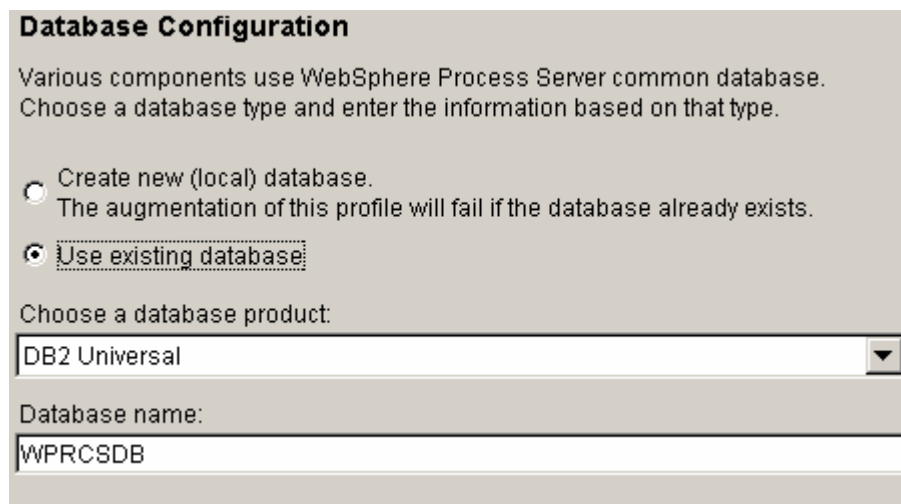 Database Configuration
Various components use WebSphere Process Server common database.
Choose a database type and enter the information based on that type.
Create new (local) database.
The augmentation of this profile will fail if the database already exists.
Use existing database
Choose a database product:
DB2 Universal
Database name:
WPRCSDB